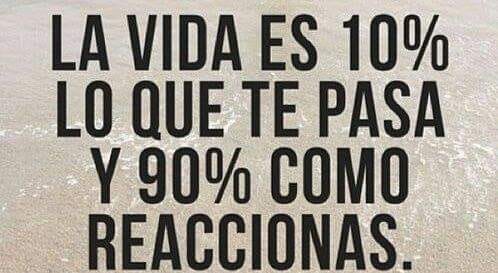 LA VIDA ES 10%
LO QUE TE PASA
Y 90% COMO
REACCIONAS.